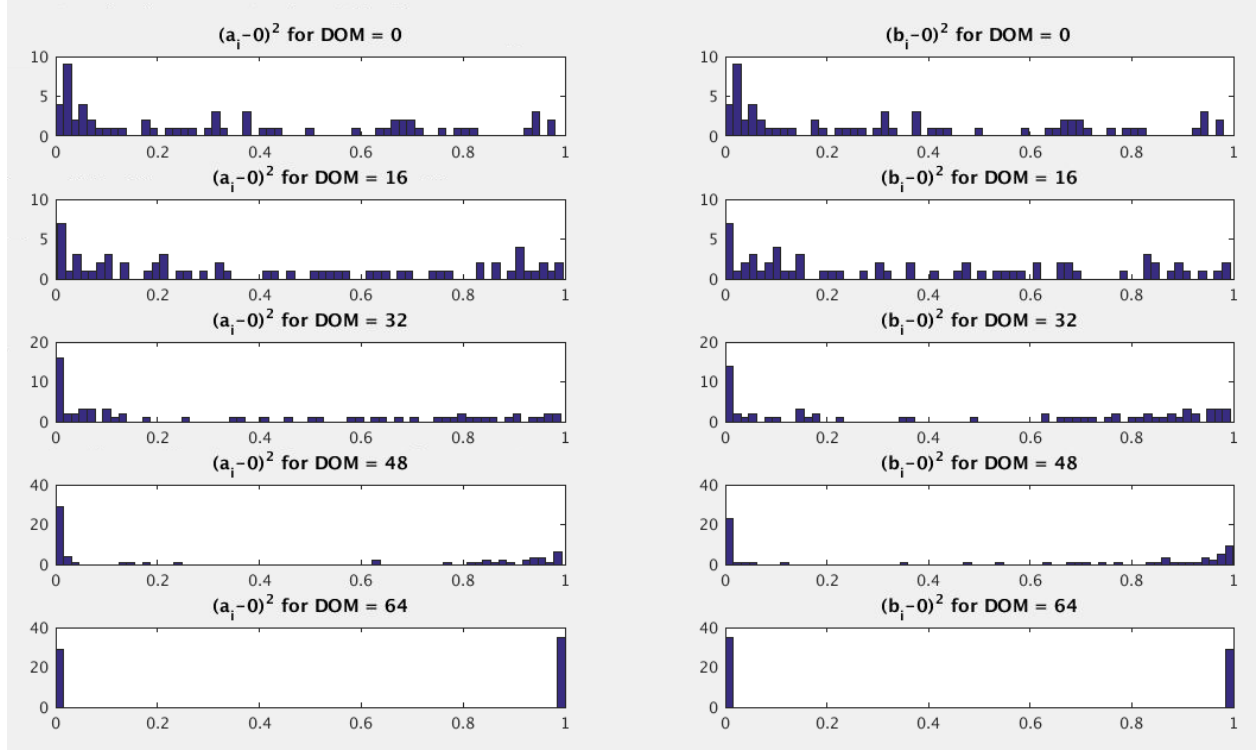 (a_i-0)^2 for DOM = 0
10
5
0
0 0.2 0.4 0.6 0.8 1
(b_i-0)^2 for DOM = 0
10
5
0
0 0.2 0.4 0.6 0.8 1
(a_i-0)^2 for DOM = 16
10
5
0
0 0.2 0.4 0.6 0.8 1
(b_i-0)^2 for DOM = 16
10
5
0
0 0.2 0.4 0.6 0.8 1
(a_i-0)^2 for DOM = 32
20
10
0
0 0.2 0.4 0.6 0.8 1
(b_i-0)^2 for DOM = 32
20
10
0
0 0.2 0.4 0.6 0.8 1
(a_i-0)^2 for DOM = 48
40
20
0
0 0.2 0.4 0.6 0.8 1
(b_i-0)^2 for DOM = 48
40
20
0
0 0.2 0.4 0.6 0.8 1
(a_i-0)^2 for DOM = 64
40
20
0
0 0.2 0.4 0.6 0.8 1
(b_i-0)^2 for DOM = 64
40
20
0
0 0.2 0.4 0.6 0.8 1